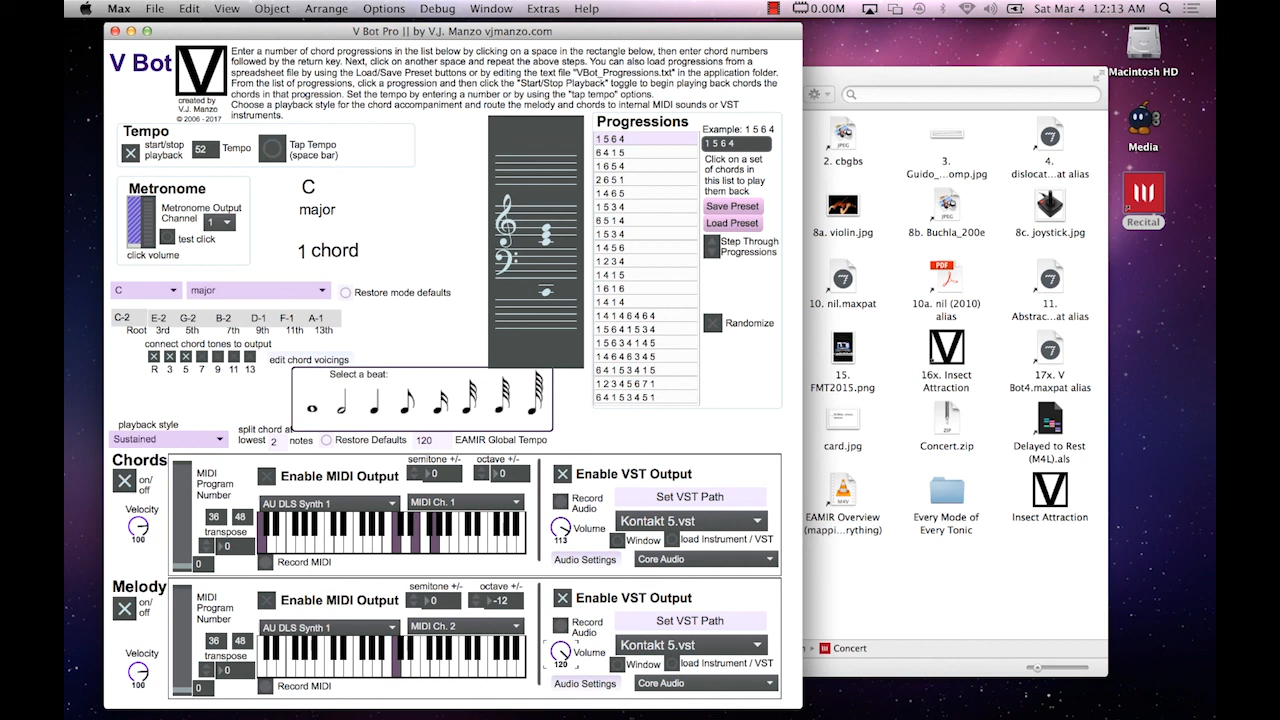 Max File Edit View Object Arrange Options Debug Window Extras Help 0.00M Sat Mar 4 12:13 AM
V Bot Pro || by V.J. Manzo vjmanzo.com
V Bot
V
created by
V.J. Manzo
© 2006 - 2017
Enter a number of chord progressions in the list below by clicking on a space in the rectangle below, then enter chord numbers
followed by the return key. Next, click on another space and repeat the above steps. You can also load progressions from a
spreadsheet file by using the Load/Save Preset buttons or by editing the text file "VBot_Progressions.txt" in the application folder.
From the list of progressions, click a progression and then click the "Start/Stop Playback" toggle to begin playing back chords the
chords in that progression. Set the tempo by entering a number or by using the "tap tempo" options.
Choose a playback style for the chord accompaniment and route the melody and chords to internal MIDI sounds or VST
instruments.
Tempo
start/stop
playback
52
Tempo
Tap Tempo
(space bar)
Metronome
Metronome Output
Channel
1
test click
click volume
C
major
1 chord
C
major
Restore mode defaults
C-2 E-2 G-2 B-2 D-1 F-1 A-1
Root 3rd 5th 7th 9th 11th 13th
connect chord tones to output
R 3 5 7 9 11 13
edit chord voicings
Select a beat:
playback style
Sustained
split chord at
lowest 2 notes
Restore Defaults
120
EAMIR Global Tempo
Progressions
1 5 6 4
6 4 1 5
1 6 5 4
2 6 5 1
1 4 6 5
1 5 3 4
6 5 1 4
1 5 3 4
1 4 5 6
1 2 3 4
1 4 1 5
1 6 1 6
1 4 1 4
1 4 1 4 6 4 6 4
1 5 6 4 1 5 3 4
1 5 6 3 4 1 4 5
1 4 6 4 6 3 4 5
6 4 1 5 3 4 1 5
1 2 3 4 5 6 7 1
6 4 1 5 3 4 5 1
Example: 1 5 6 4
1 5 6 4
Click on a set
of chords in
this list to play
them back
Save Preset
Load Preset
Step Through
Progressions
Randomize
Chords
on/
off
Velocity
100
MIDI
Program
Number
36 48
transpose
0
0
Enable MIDI Output
semitone +/-
0
octave +/-
0
AU DLS Synth 1
MIDI Ch. 1
Record MIDI
Enable VST Output
Record
Audio
Set VST Path
Volume
113
Kontakt 5.vst
Window
load Instrument / VST
Audio Settings
Core Audio
Melody
on/
off
Velocity
100
MIDI
Program
Number
36 48
transpose
0
0
Enable MIDI Output
semitone +/-
0
octave +/-
-12
AU DLS Synth 1
MIDI Ch. 2
Record MIDI
Enable VST Output
Record
Audio
Set VST Path
Volume
120
Kontakt 5.vst
Window
load Instrument / VST
Audio Settings
Core Audio
2. cbgbs
3.
Guido_...omp.jpg
4.
dislocat...at alias
8a. violin.jpg
8b. Buchla_200e
8c. joystick.jpg
10. nil.maxpat
PDF
10a. nil (2010)
alias
11.
Abstrac...at alias
15.
FMT2015.png
16x. Insect
Attraction
17x. V
Bot4.maxpat alias
card.jpg
ZIP
Concert.zip
Delayed to Rest
(M4L).als
M4V
EAMIR Overview
(mappi...rything)
Every Mode of
Every Tonic
Insect Attraction
Concert
Macintosh HD
Media
Recital